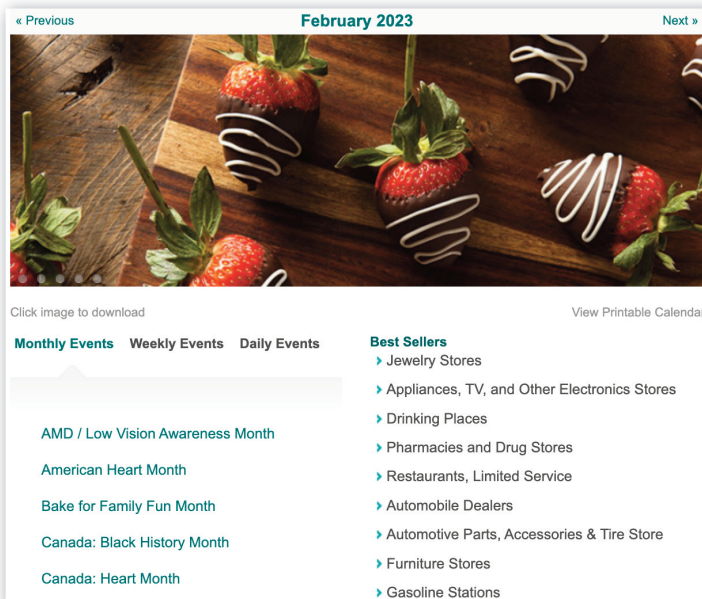 « Previous
February 2023
Next »
Click image to download
View Printable Calendar
Monthly Events
Weekly Events
Daily Events
AMD / Low Vision Awareness Month
American Heart Month
Bake for Family Fun Month
Canada: Black History Month
Canada: Heart Month
Best Sellers
Jewelry Stores
Appliances, TV, and Other Electronics Stores
Drinking Places
Pharmacies and Drug Stores
Restaurants, Limited Service
Automobile Dealers
Automotive Parts, Accessories & Tire Store
Furniture Stores
Gasoline Stations